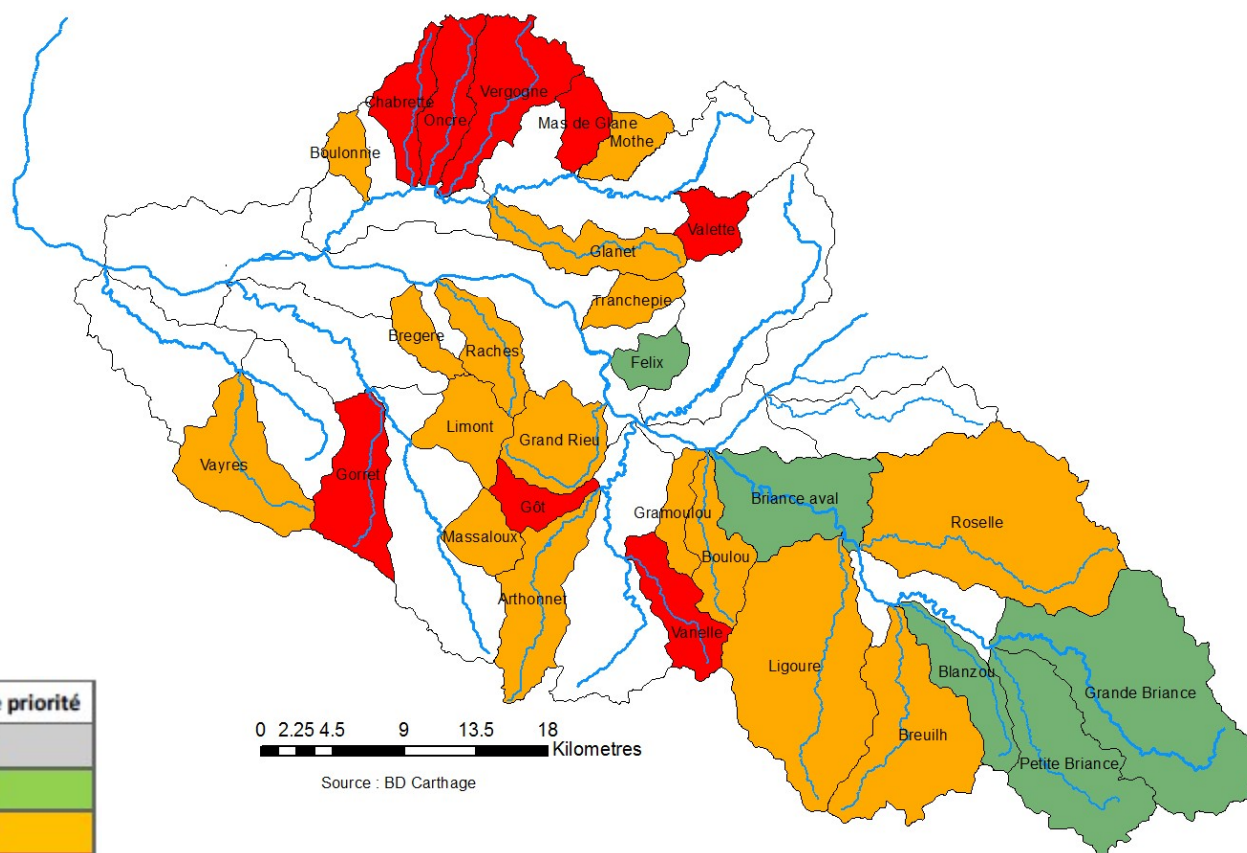 Chabrette
Oncre
Vergogne
Mas de Glane
Mothe
Boulonnie
Valette
Glanet
Tranchepie
Bregere
Raches
Felix
Limont
Grand Rieu
Vayres
Gorret
Gôt
Massaloux
Gramoulou
Briance aval
Boulou
Roselle
Arthonnet
Vanelle
Ligoure
Blanzou
Grande Briance
Breuilh
Petite Briance
priorité
0 2.25 4.5 9 13.5 18
Kilometres
Source : BD Carthage